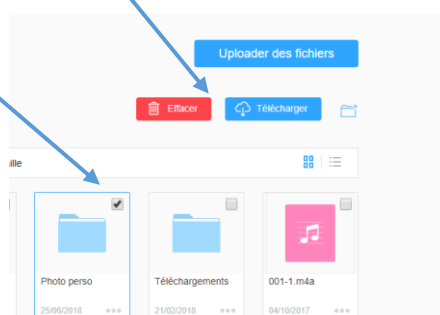 Uploader des fichiers
Effacer
Télécharger
ille
Photo perso
Téléchargements
001-1.m4a
25/06/2018
21/02/2018
04/10/2017